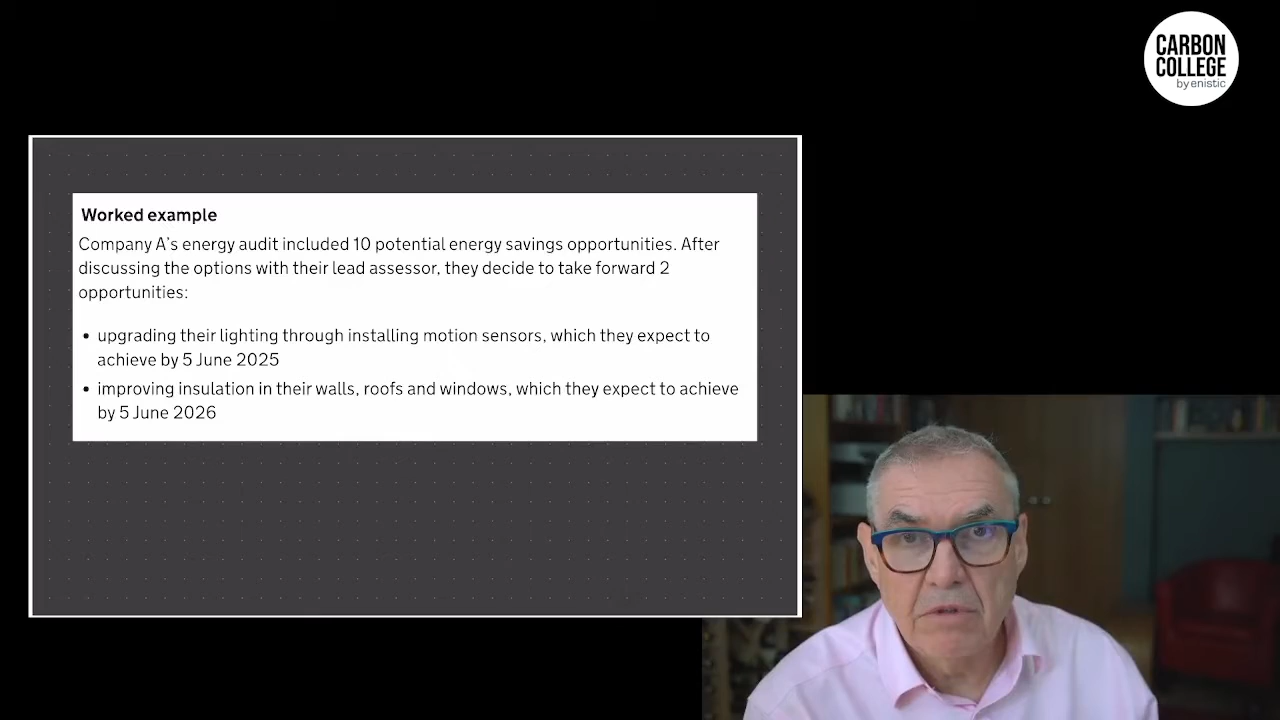 CARBON
COLLEGE
by enistic
Worked example
Company A's energy audit included 10 potential energy savings opportunities. After
discussing the options with their lead assessor, they decide to take forward 2
opportunities:
• upgrading their lighting through installing motion sensors, which they expect to
achieve by 5 June 2025
• improving insulation in their walls, roofs and windows, which they expect to achieve
by 5 June 2026